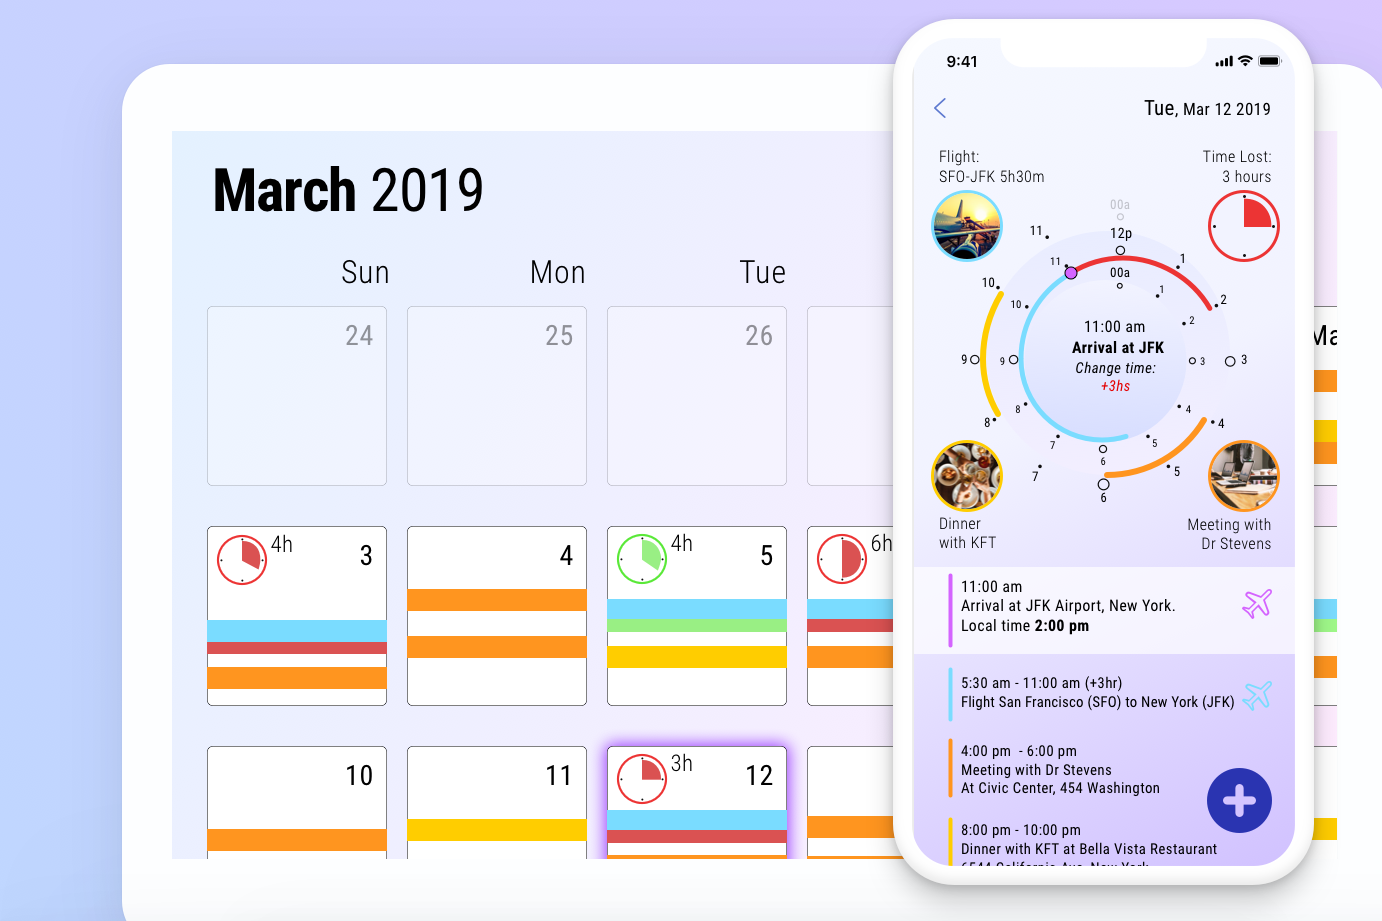 March 2019
Sun
Mon
Tue
24
25
26
4h
3
4
4h
5
6h
10
11
3h
12
Ma
9:41
Tue, Mar 12 2019
Flight:
SFO-JFK 5h30m
Time Lost:
3 hours
00a
12p
00a
11
11
1
1
10
10
2
2
9
9
3
3
8
8
4
4
7
7
5
5
6
6
11:00 am
Arrival at JFK
Change time:
+3hs
Dinner
with KFT
Meeting with
Dr Stevens
11:00 am
Arrival at JFK Airport, New York.
Local time 2:00 pm
5:30 am - 11:00 am (+3hr)
Flight San Francisco (SFO) to New York (JFK)
4:00 pm - 6:00 pm
Meeting with Dr Stevens
At Civic Center, 454 Washington
8:00 pm - 10:00 pm
Dinner with KFT at Bella Vista Restaurant
6544 California Ave, New York